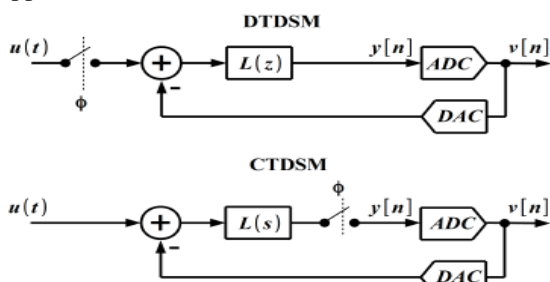 DTDSM
u(t) y[n] v[n]
+ L(z) ADC
-
ϕ
DAC
CTDSM
ϕ
u(t) y[n] v[n]
+ L(s) ADC
-
DAC